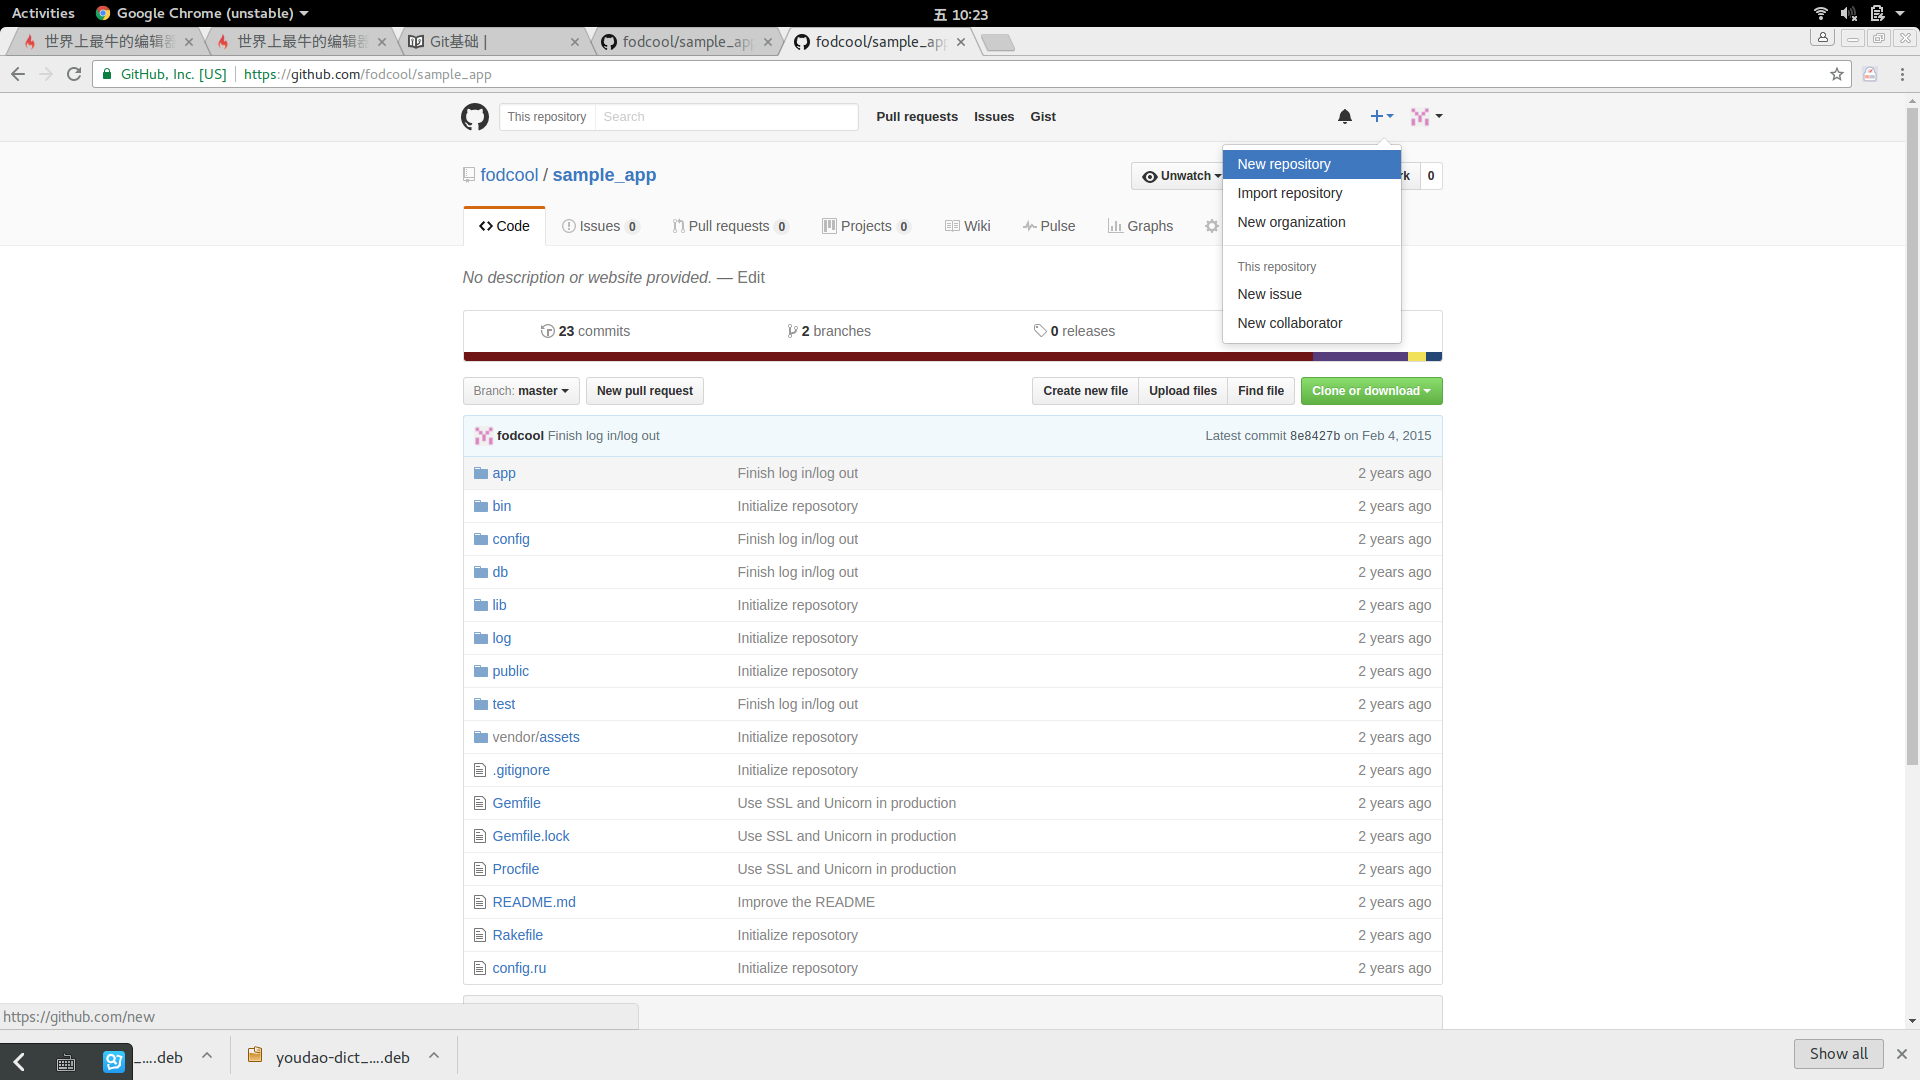 Activities Google Chrome (unstable) 五 10:23
世界上最牛的编辑器 世界上最牛的编辑器 Git基础 | fodcool/sample_ap fodcool/sample_app
GitHub, Inc. [US] https://github.com/fodcool/sample_app
This repository Search Pull requests Issues Gist
fodcool / sample_app Unwatch rk 0
New repository
Import repository
New organization
This repository
New issue
New collaborator
Code Issues 0 Pull requests 0 Projects 0 Wiki Pulse Graphs
No description or website provided. — Edit
23 commits 2 branches 0 releases
Branch: master New pull request Create new file Upload files Find file Clone or download
fodcool Finish log in/log out Latest commit 8e8427b on Feb 4, 2015
app Finish log in/log out 2 years ago
bin Initialize reposotory 2 years ago
config Finish log in/log out 2 years ago
db Finish log in/log out 2 years ago
lib Initialize reposotory 2 years ago
log Initialize reposotory 2 years ago
public Initialize reposotory 2 years ago
test Finish log in/log out 2 years ago
vendor/assets Initialize reposotory 2 years ago
.gitignore Initialize reposotory 2 years ago
Gemfile Use SSL and Unicorn in production 2 years ago
Gemfile.lock Use SSL and Unicorn in production 2 years ago
Procfile Use SSL and Unicorn in production 2 years ago
README.md Improve the README 2 years ago
Rakefile Initialize reposotory 2 years ago
config.ru Initialize reposotory 2 years ago
https://github.com/new
_....deb youdao-dict_....deb Show all